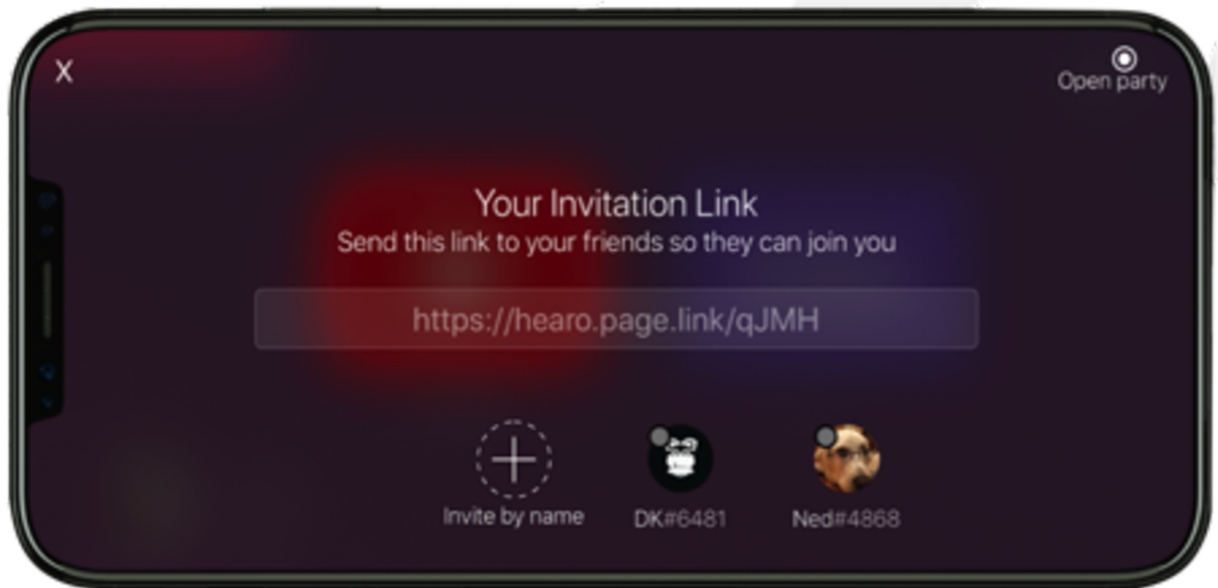 X
Open party
Your Invitation Link
Send this link to your friends so they can join you
https://hearo.page.link/qJMH
Invite by name
DK#6481
Ned#4868